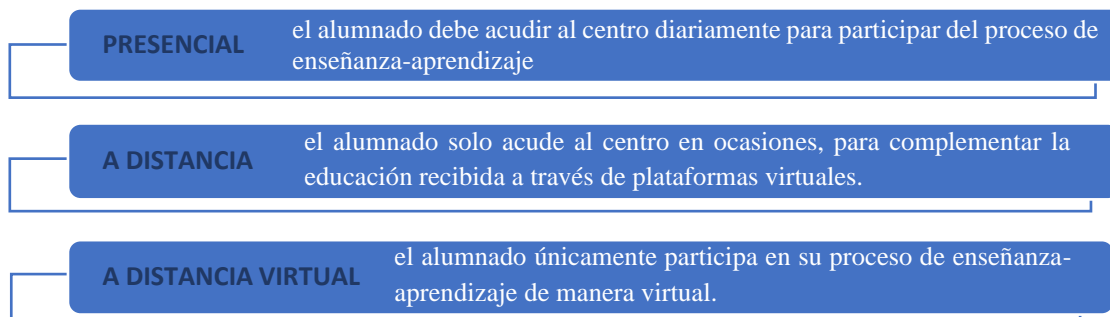 PRESENCIAL
el alumnado debe acudir al centro diariamente para participar del proceso de
enseñanza-aprendizaje
A DISTANCIA
el alumnado solo acude al centro en ocasiones, para complementar la
educación recibida a través de plataformas virtuales.
A DISTANCIA VIRTUAL
el alumnado únicamente participa en su proceso de enseñanza-
aprendizaje de manera virtual.